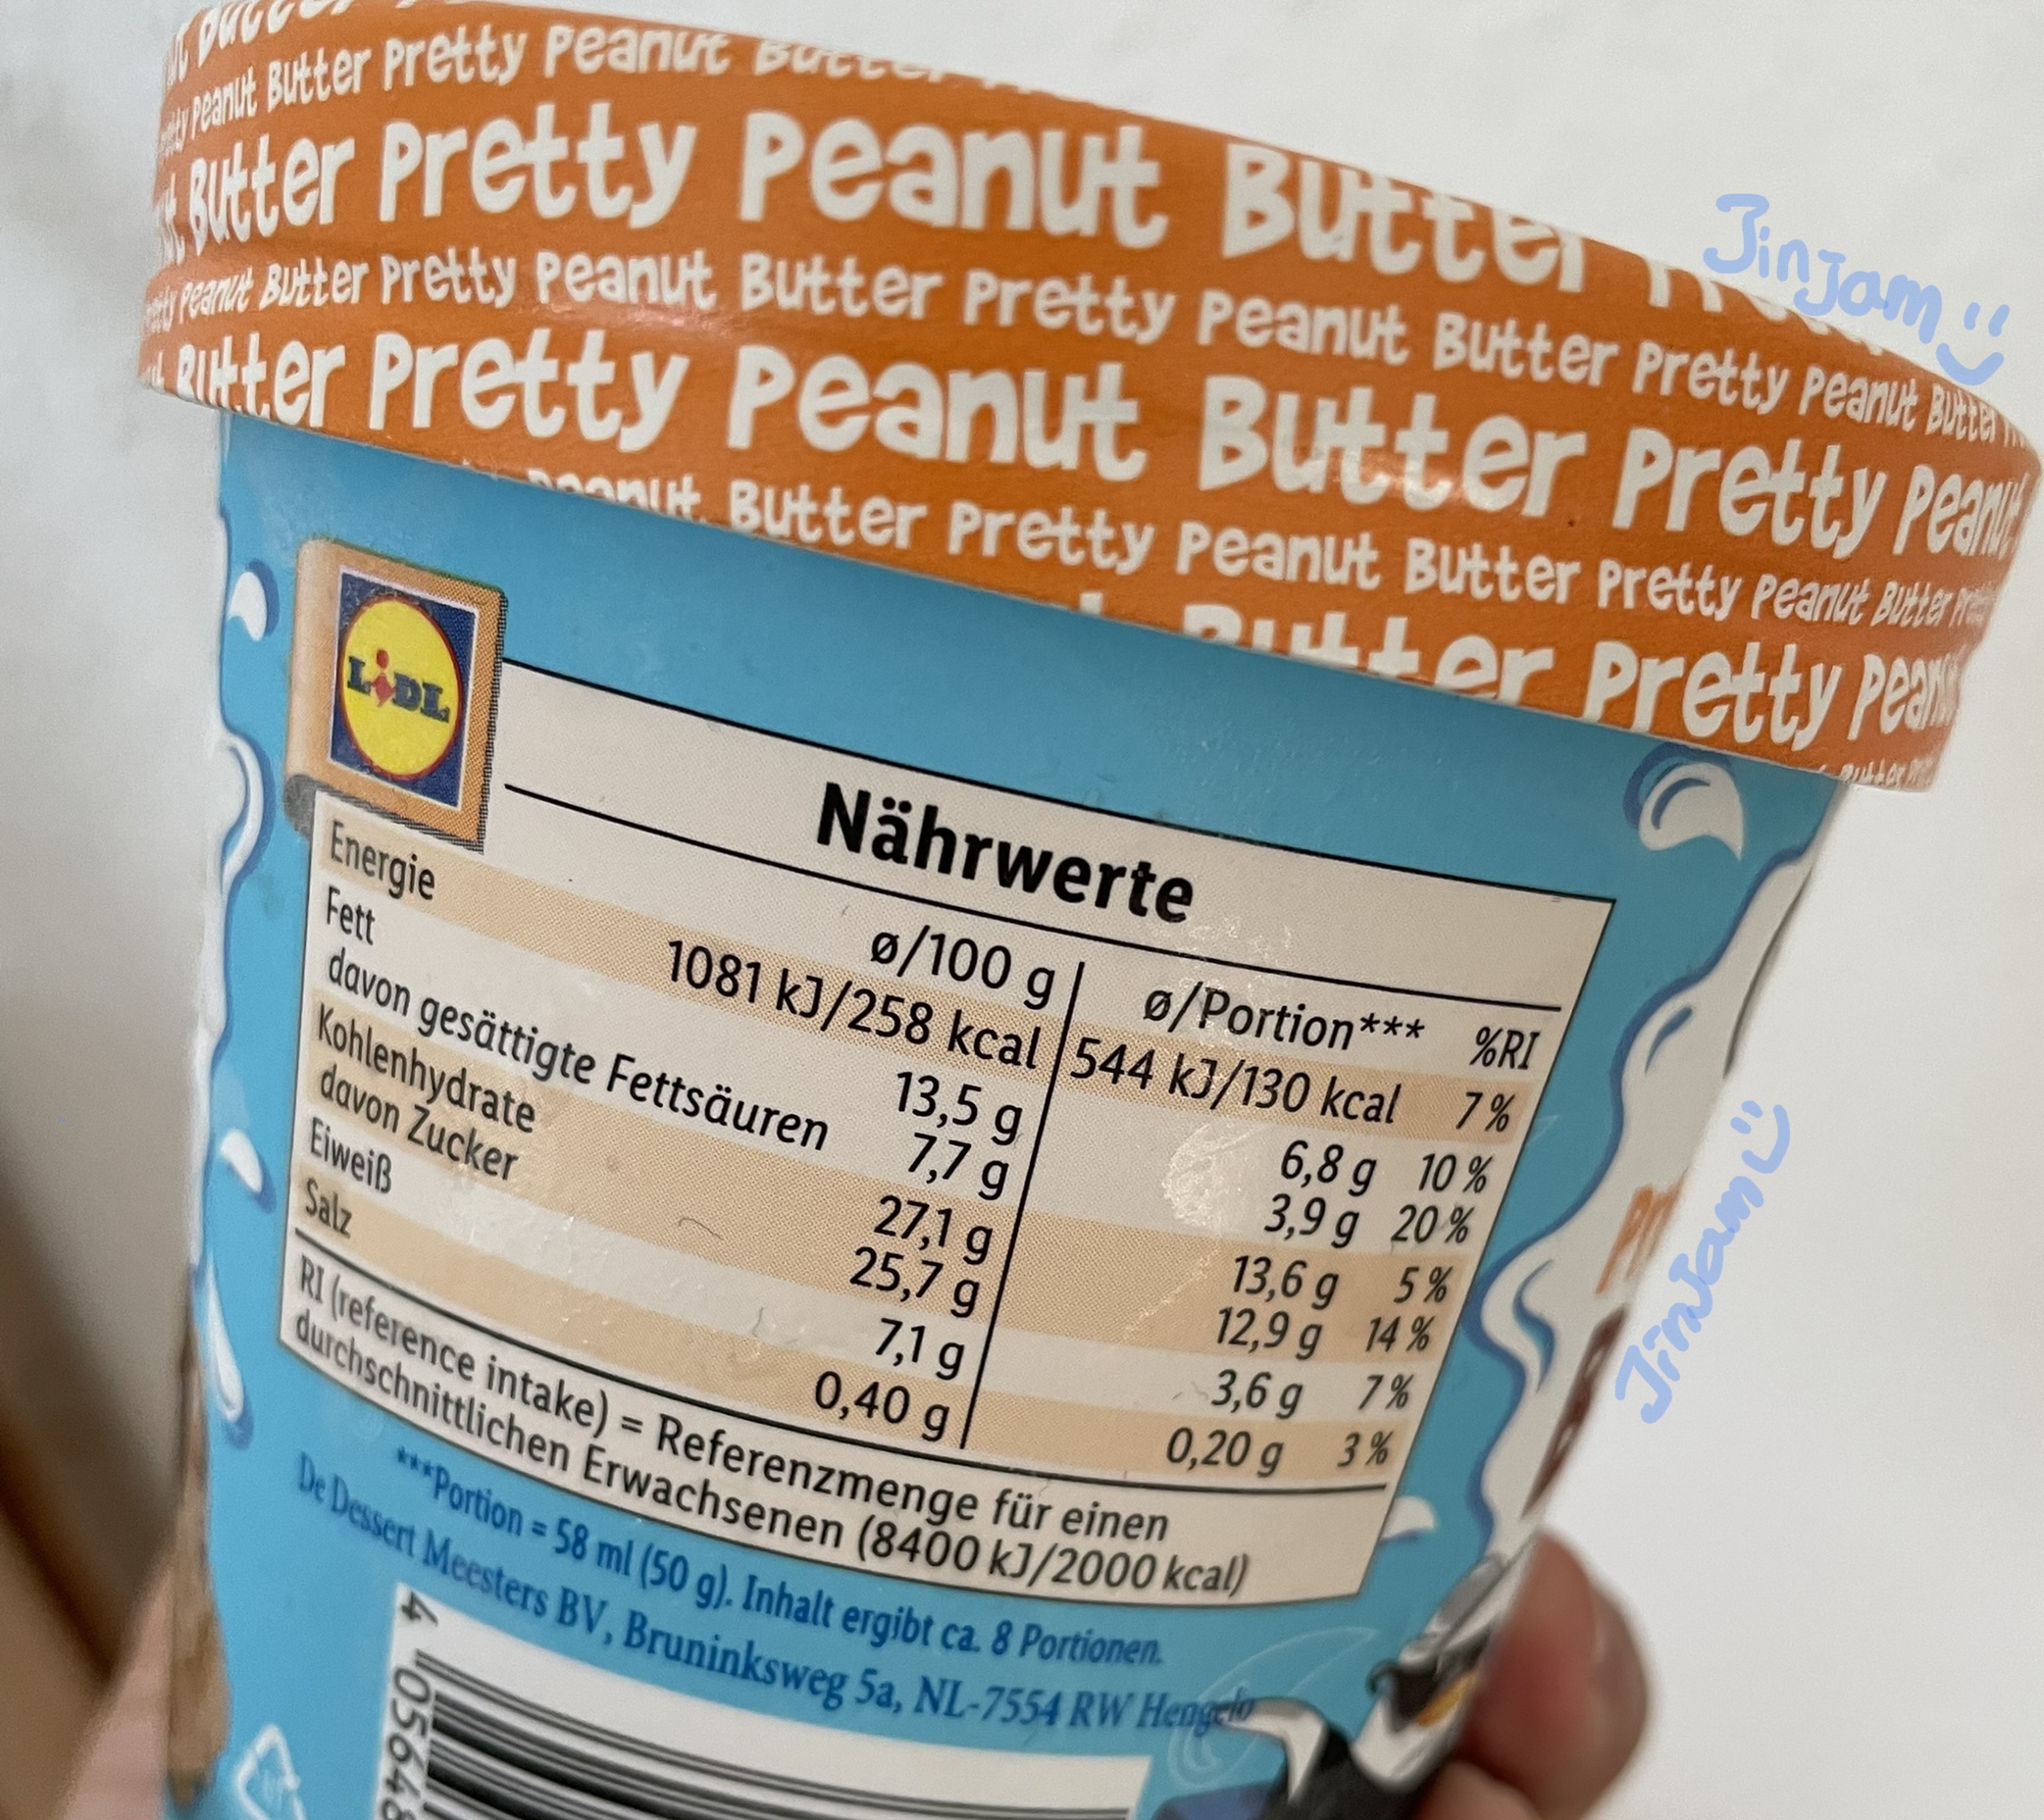 Peanut Butter Pretty Peanut Butter
Butter Pretty Peanut Butter
Peanut Butter Pretty Peanut Butter Pretty Peanut Butter Pretty Peanut Butter
Butter Pretty Peanut Butter Pretty Peanut
Peanut Butter Pretty Peanut Butter Pretty Peanut Butter
Butter Pretty
Butter
JinJam
LIDL
Nährwerte
ø/100 g ø/Portion*** %RI
Energie 1081 kJ/258 kcal 544 kJ/130 kcal 7%
Fett 13,5 g 6,8 g 10%
davon gesättigte Fettsäuren 7,7 g 3,9 g 20%
Kohlenhydrate 27,1 g 13,6 g 5%
davon Zucker 25,7 g 12,9 g 14%
Eiweiß 7,1 g 3,6 g 7%
Salz 0,40 g 0,20 g 3%
RI (reference intake) = Referenzmenge für einen
durchschnittlichen Erwachsenen (8400 kJ/2000 kcal)
***Portion = 58 ml (50 g). Inhalt ergibt ca. 8 Portionen.
De Dessert Meesters BV, Bruninksweg 5a, NL-7554 RW Hengelo
4 05648
JinJam